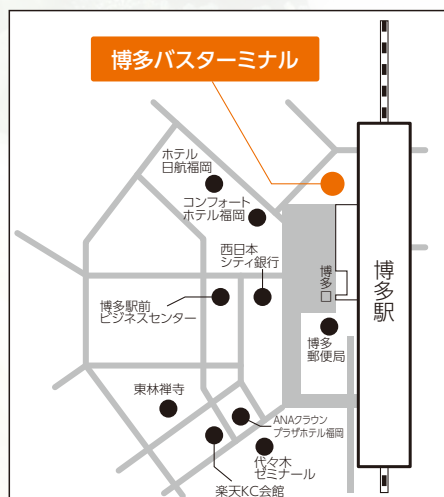 博多バスターミナル
ホテル
日航福岡
コンフォート
ホテル福岡
西日本
シティ銀行
博多口
博多駅
博多駅前
ビジネスセンター
博多
郵便局
東林禅寺
ANAクラウン
プラザホテル福岡
代々木
ゼミナール
楽天KC会館